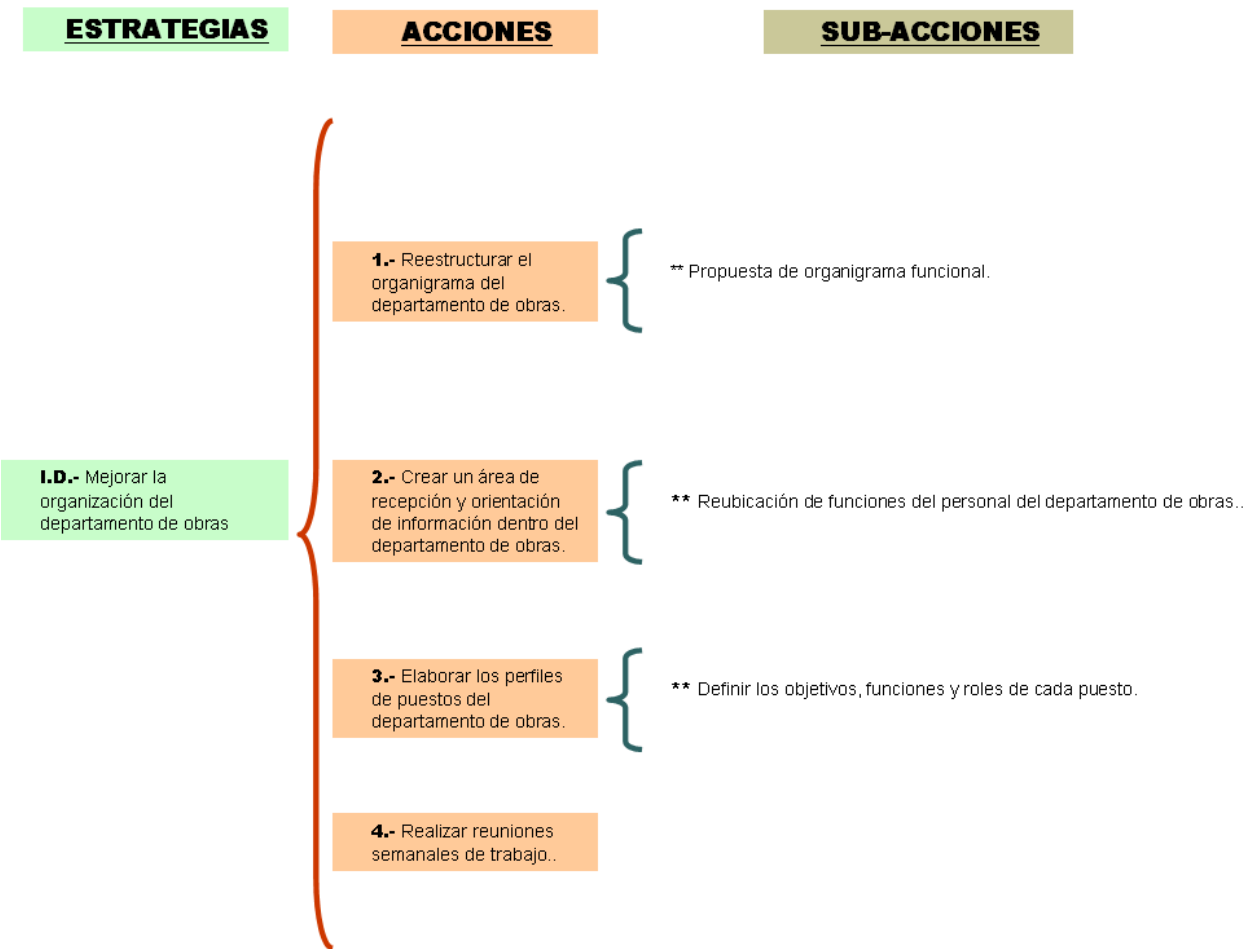 ESTRATEGIAS
ACCIONES
SUB-ACCIONES
1.- Reestructurar el
organigrama del
departamento de obras.
** Propuesta de organigrama funcional.
I.D.- Mejorar la
organización del
departamento de obras
2.- Crear un área de
recepción y orientación
de información dentro del
departamento de obras.
** Reubicación de funciones del personal del departamento de obras..
3.- Elaborar los perfiles
de puestos del
departamento de obras.
** Definir los objetivos, funciones y roles de cada puesto.
4.- Realizar reuniones
semanales de trabajo..